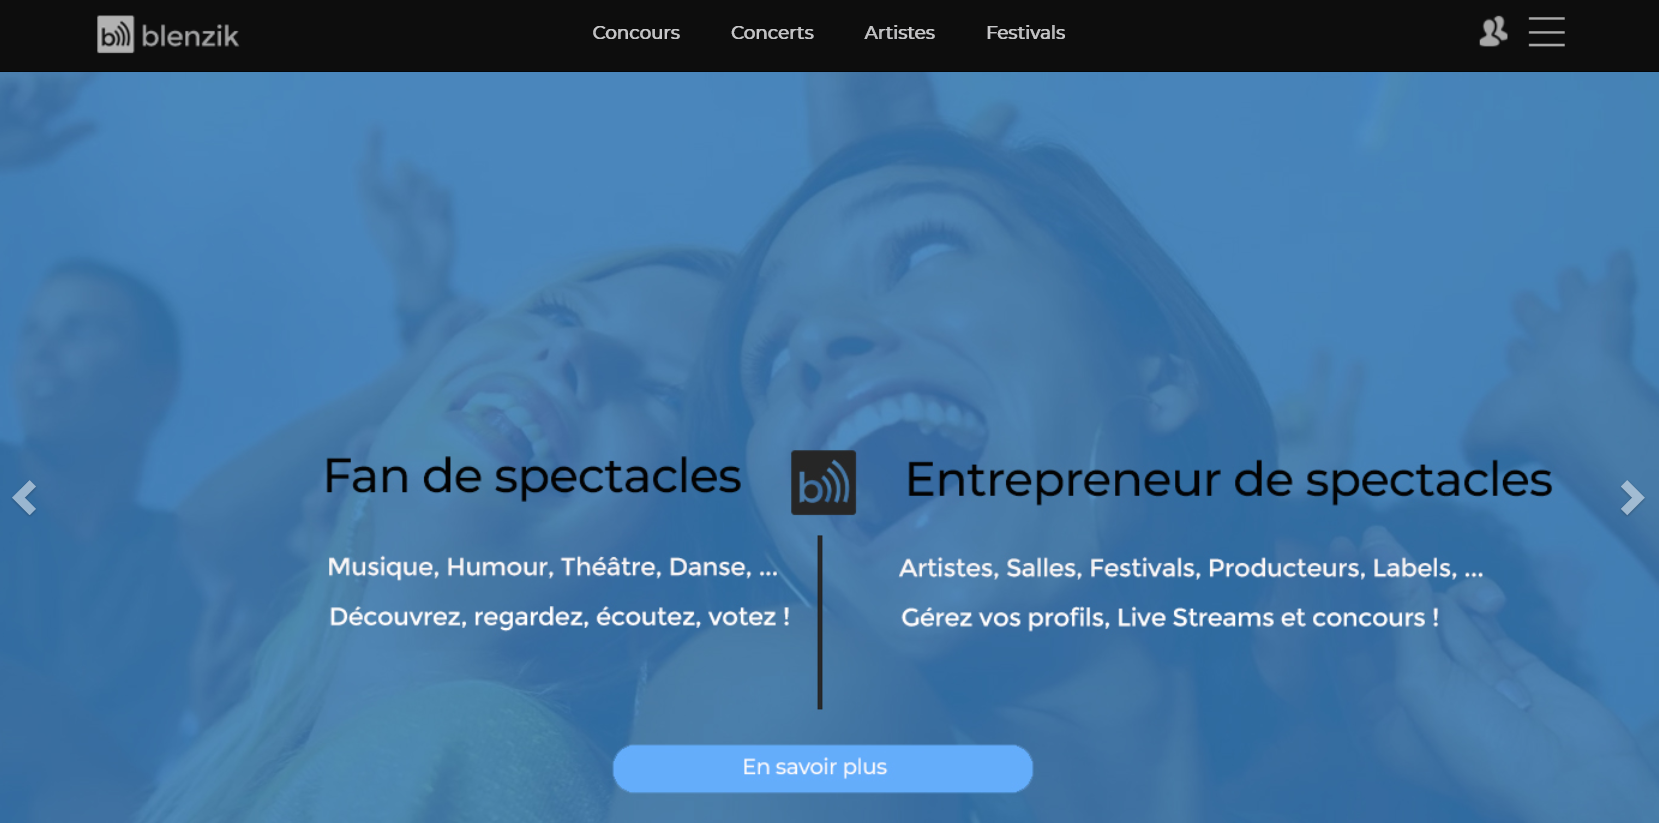 blenzik
Concours Concerts Artistes Festivals
Fan de spectacles
Musique, Humour, Théâtre, Danse, ...
Découvrez, regardez, écoutez, votez !
b
Entrepreneur de spectacles
Artistes, Salles, Festivals, Producteurs, Labels, ...
Gérez vos profils, Live Streams et concours !
En savoir plus